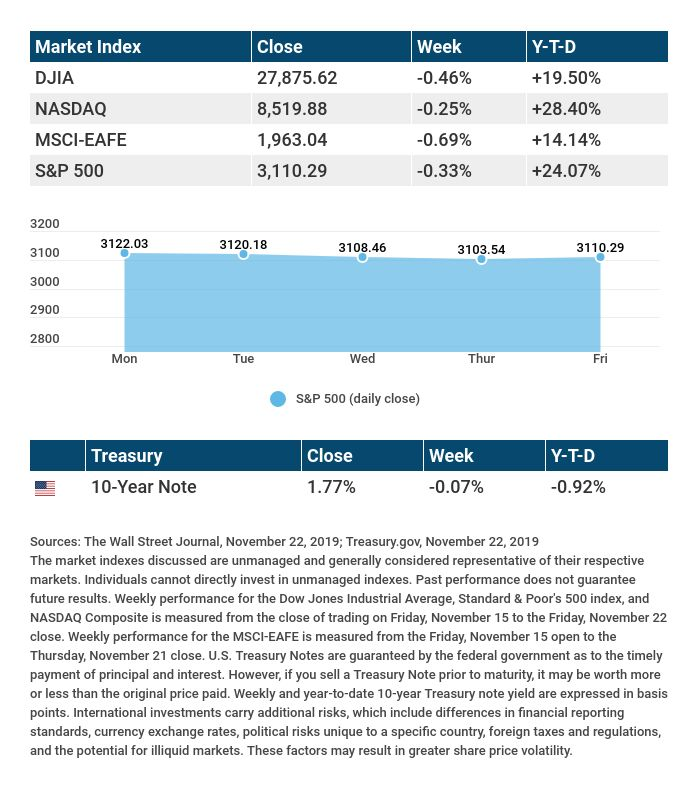 Market Index Close Week Y-T-D
DJIA 27,875.62 -0.46% +19.50%
NASDAQ 8,519.88 -0.25% +28.40%
MSCI-EAFE 1,963.04 -0.69% +14.14%
S&P 500 3,110.29 -0.33% +24.07%
3200
3122.03 3120.18 3108.46 3103.54 3110.29
3100
3000
2900
2800
Mon Tue Wed Thur Fri
S&P 500 (daily close)
Treasury Close Week Y-T-D
10-Year Note 1.77% -0.07% -0.92%
Sources: The Wall Street Journal, November 22, 2019; Treasury.gov, November 22, 2019
The market indexes discussed are unmanaged and generally considered representative of their respective
markets. Individuals cannot directly invest in unmanaged indexes. Past performance does not guarantee
future results. Weekly performance for the Dow Jones Industrial Average, Standard & Poor's 500 index, and
NASDAQ Composite is measured from the close of trading on Friday, November 15 to the Friday, November 22
close. Weekly performance for the MSCI-EAFE is measured from the Friday, November 15 open to the
Thursday, November 21 close. U.S. Treasury Notes are guaranteed by the federal government as to the timely
payment of principal and interest. However, if you sell a Treasury Note prior to maturity, it may be worth more
or less than the original price paid. Weekly and year-to-date 10-year Treasury note yield are expressed in basis
points. International investments carry additional risks, which include differences in financial reporting
standards, currency exchange rates, political risks unique to a specific country, foreign taxes and regulations,
and the potential for illiquid markets. These factors may result in greater share price volatility.